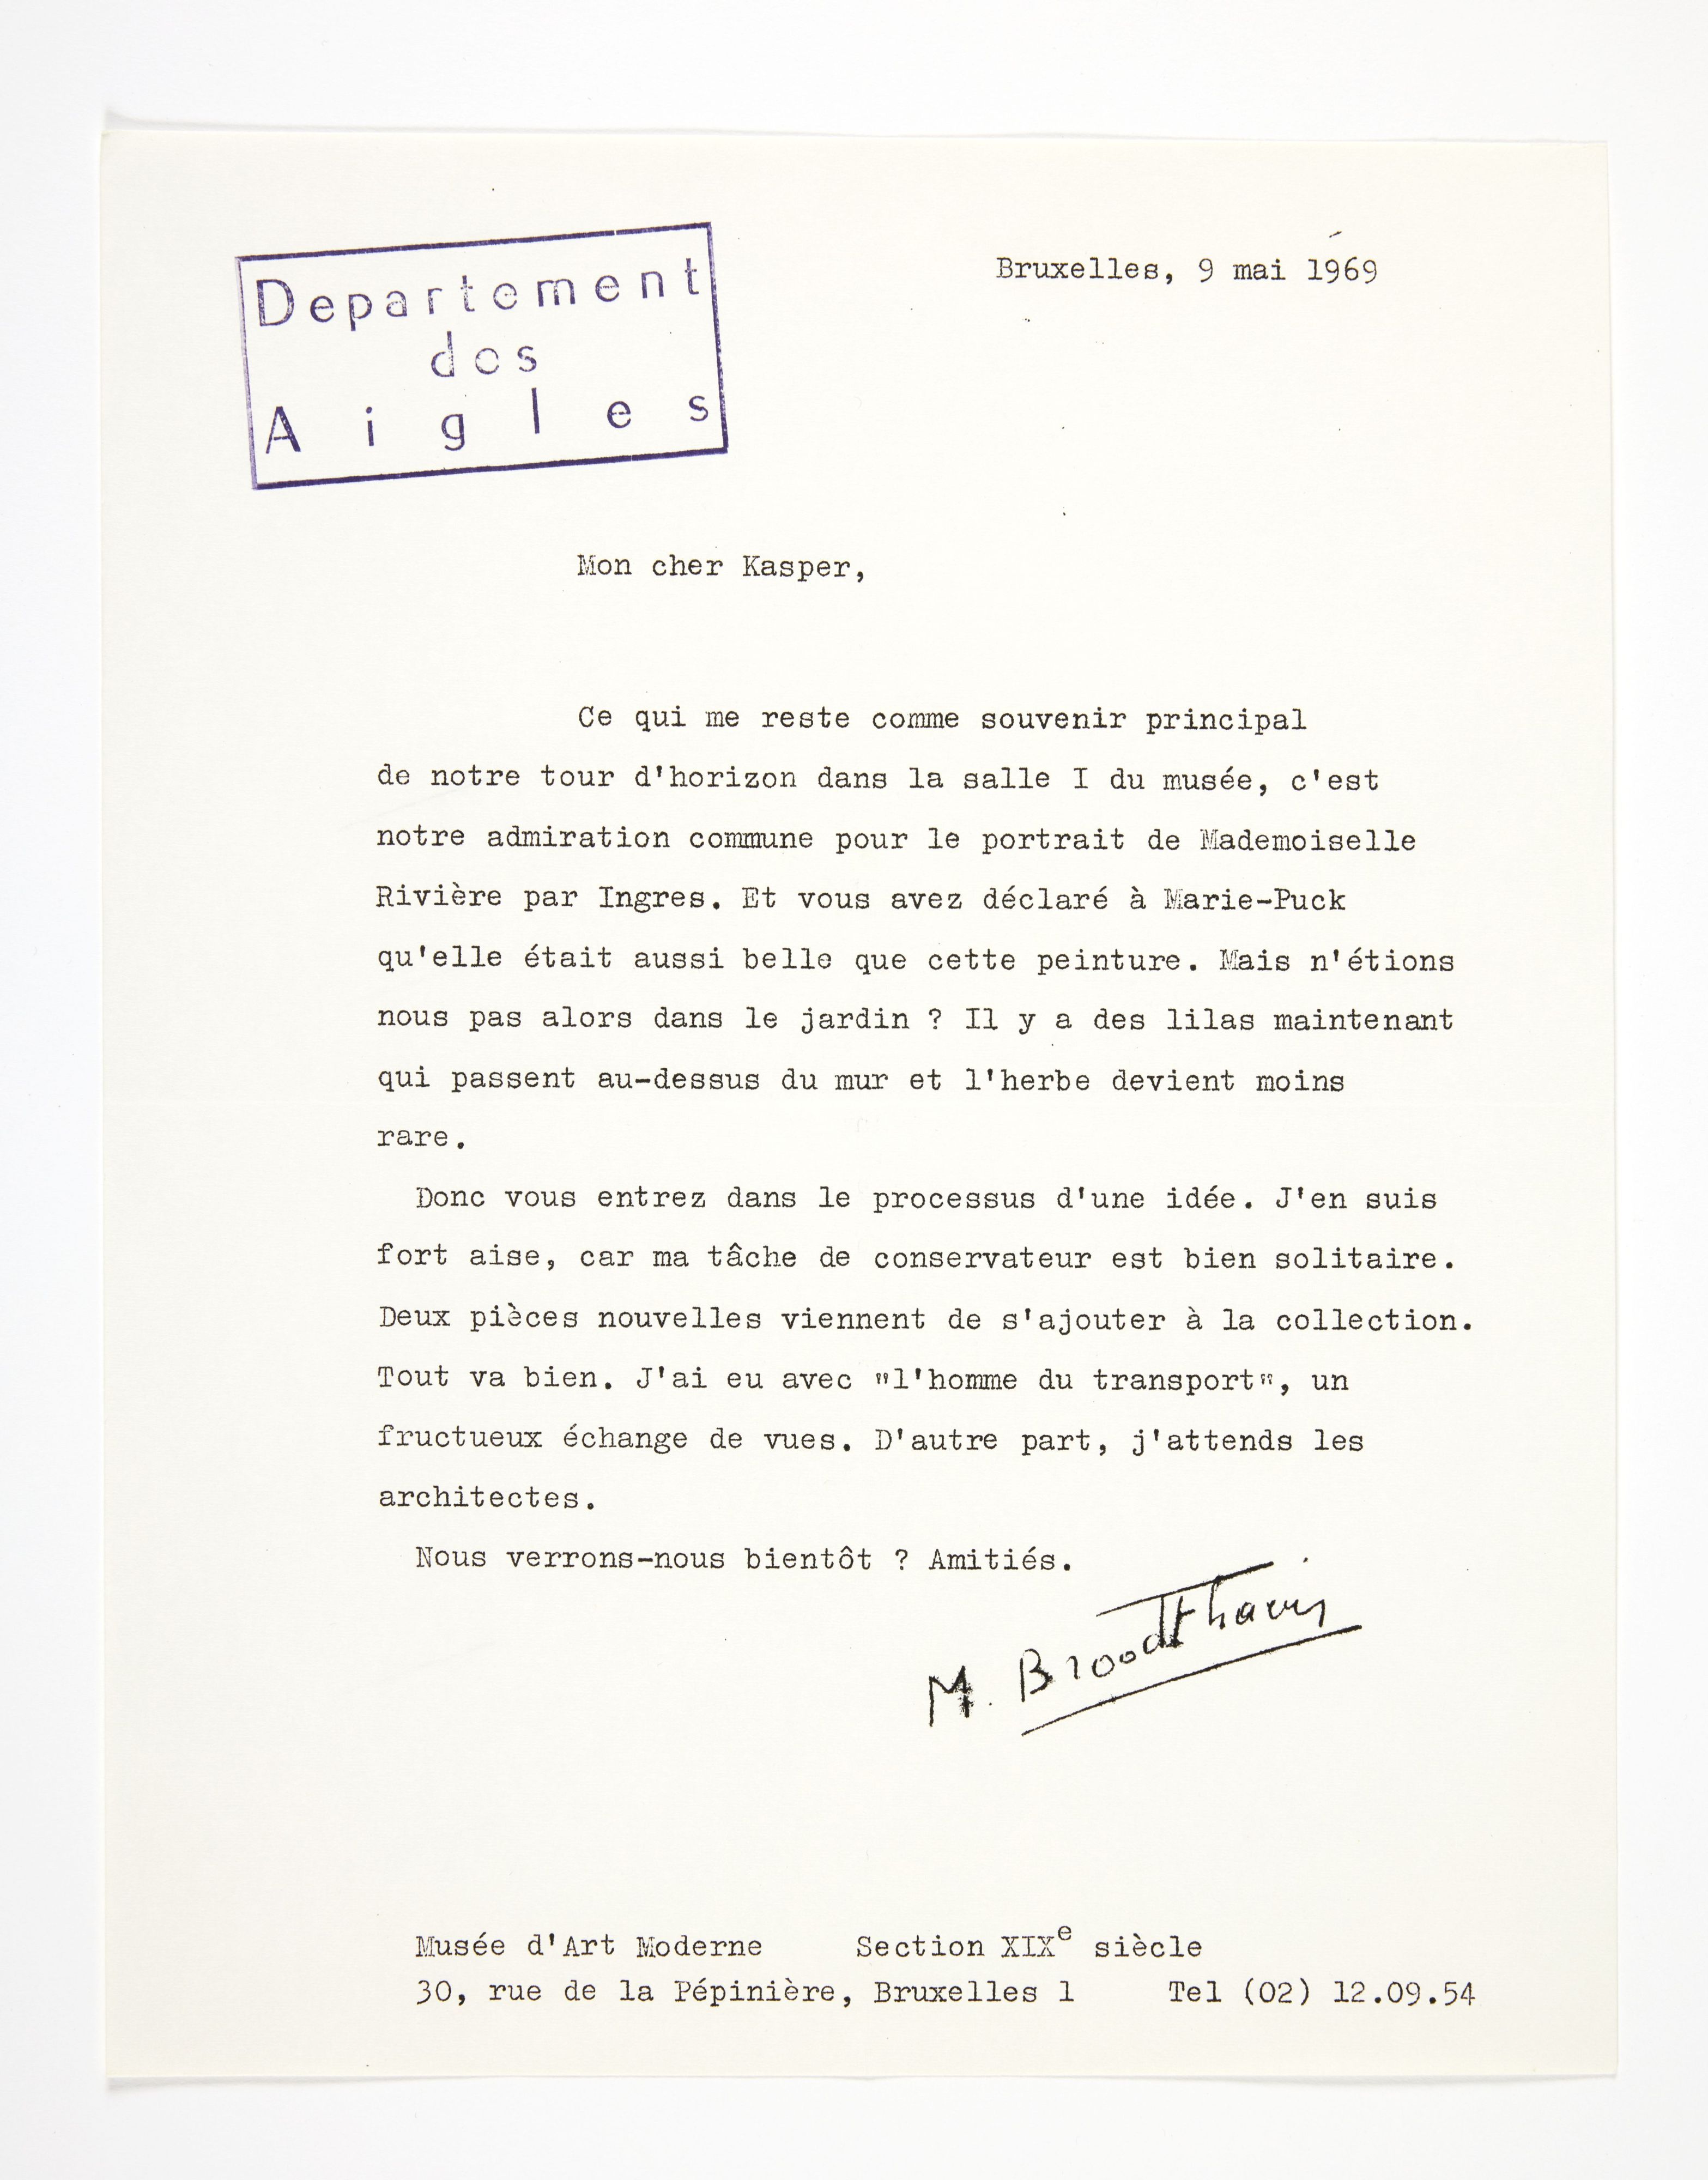 Departement
des
Aigles
Bruxelles, 9 mai 1969
Mon cher Kasper,
Ce qui me reste comme souvenir principal
de notre tour d'horizon dans la salle I du musée, c'est
notre admiration commune pour le portrait de Mademoiselle
Rivière par Ingres. Et vous avez déclaré à Marie-Puck
qu'elle était aussi belle que cette peinture. Mais n'étions
nous pas alors dans le jardin ? Il y a des lilas maintenant
qui passent au-dessus du mur et l'herbe devient moins
rare.
Donc vous entrez dans le processus d'une idée. J'en suis
fort aise, car ma tâche de conservateur est bien solitaire.
Deux pièces nouvelles viennent de s'ajouter à la collection.
Tout va bien. J'ai eu avec "l'homme du transport", un
fructueux échange de vues. D'autre part, j'attends les
architectes.
Nous verrons-nous bientôt ? Amitiés.
M. Broodthaers
Musée d'Art Moderne Section XIXe siècle
30, rue de la Pépinière, Bruxelles 1 Tel (02) 12.09.54